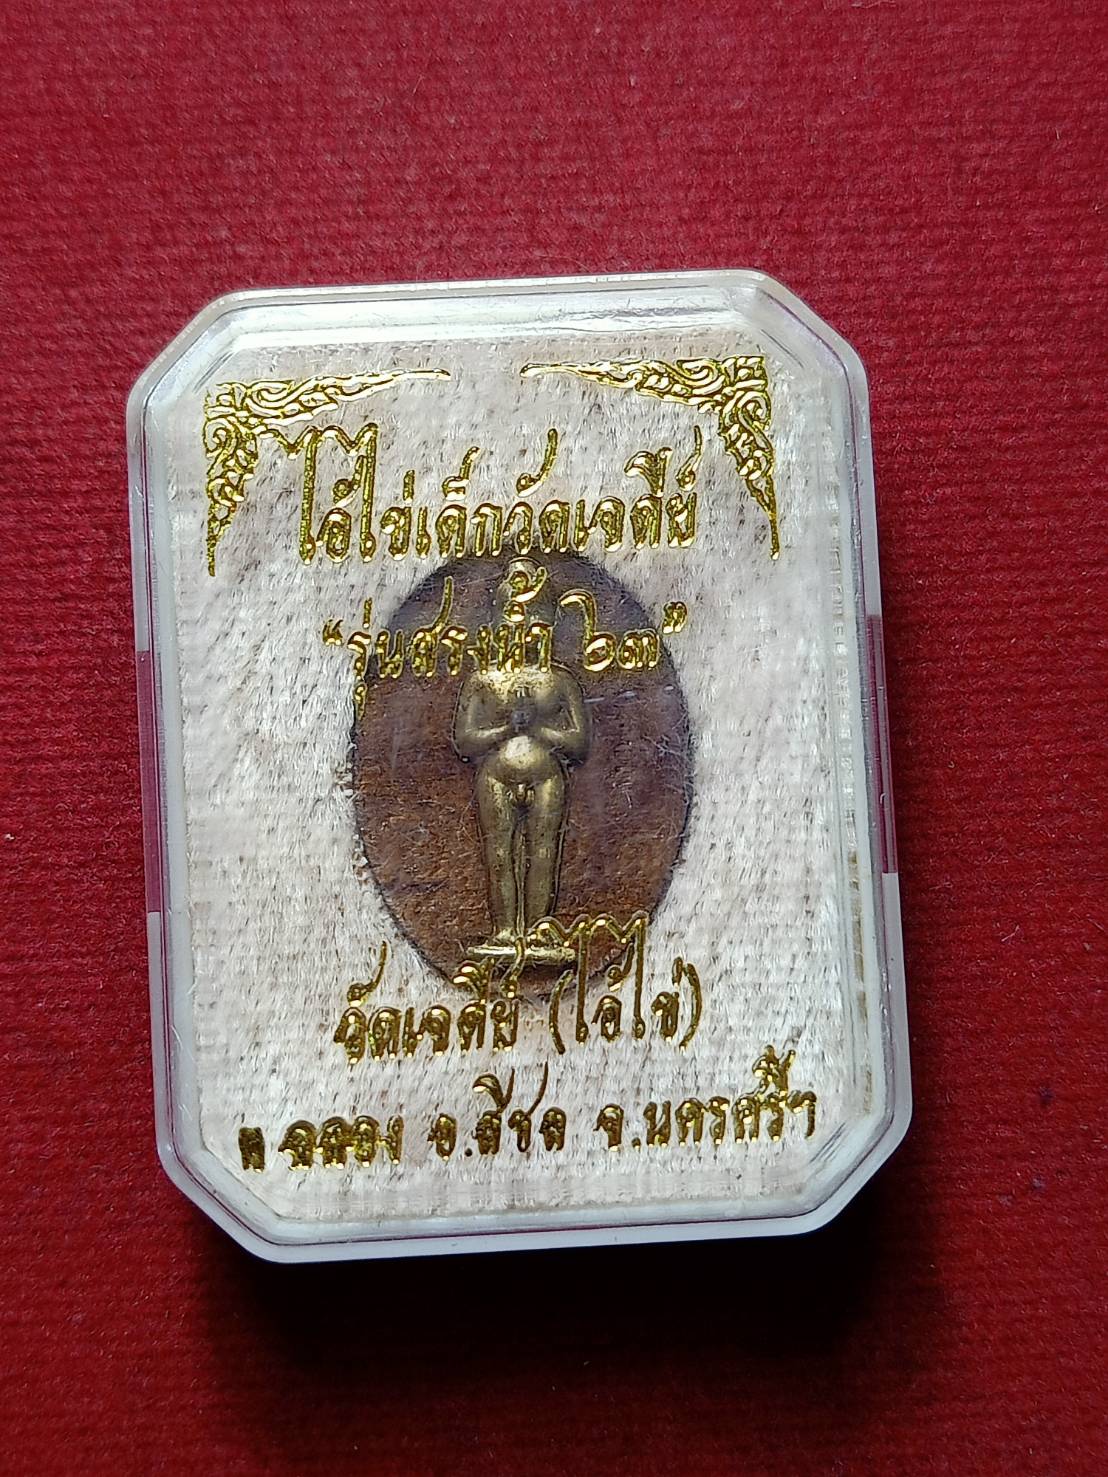 ไอ้ไข่เด็กวัดเจดีย์
"รุ่นสรงน้ำ ๖๓"
วัดเจดีย์ (ไอ้ไข่)
ต.ฉลอง อ.สิชล จ.นครศรีฯ